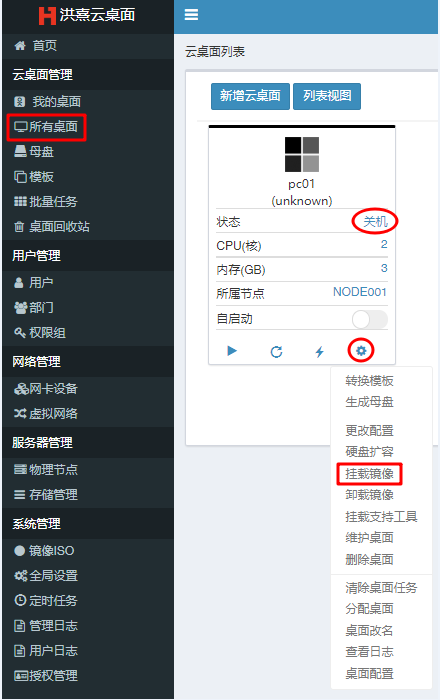 洪熹云桌面
首页
云桌面管理
我的桌面
所有桌面
母盘
模板
批量任务
桌面回收站
用户管理
用户
部门
权限组
网络管理
网卡设备
虚拟网络
服务器管理
物理节点
存储管理
系统管理
镜像ISO
全局设置
定时任务
管理日志
用户日志
授权管理
云桌面列表
新增云桌面 列表视图
pc01
(unknown)
状态 关机
CPU(核) 2
内存(GB) 3
所属节点 NODE001
自启动
转换模板
生成母盘
更改配置
硬盘扩容
挂载镜像
卸载镜像
挂载支持工具
维护桌面
删除桌面
清除桌面任务
分配桌面
桌面改名
查看日志
桌面配置